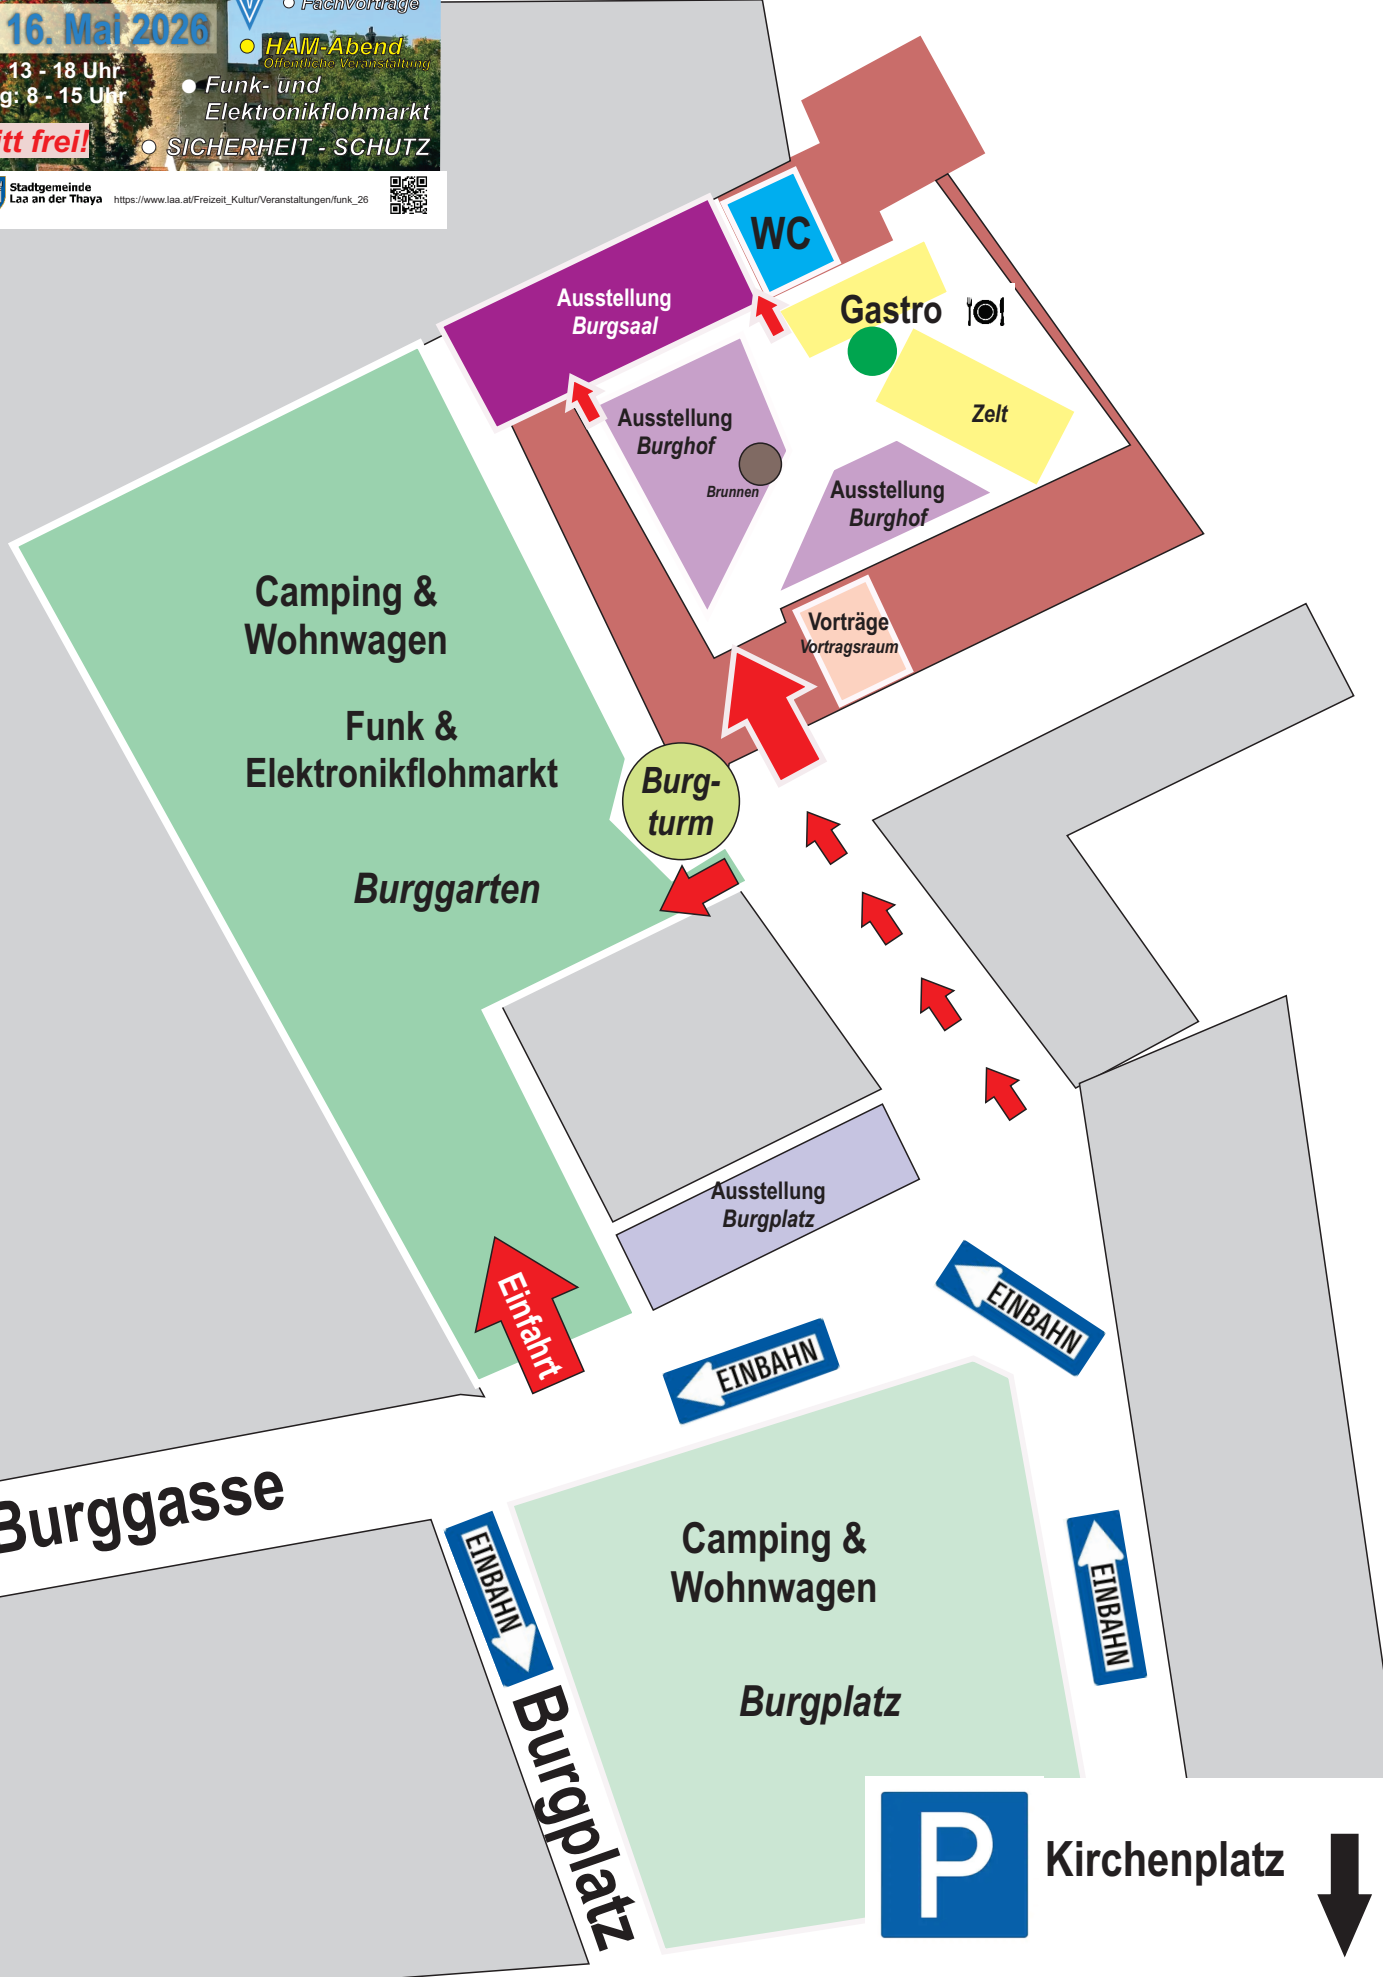 Fachvorträge
16. Mai 2026
HAM-Abend
Öffentliche Veranstaltung
13 - 18 Uhr
g: 8 - 15 Uhr
Funk- und
Elektronikflohmarkt
tt frei!
SICHERHEIT - SCHUTZ
Stadtgemeinde
Laa an der Thaya
https://www.laa.at/Freizeit_Kultur/Veranstaltungen/funk_26
WC
Ausstellung
Burgsaal
Gastro
Zelt
Ausstellung
Burghof
Brunnen
Ausstellung
Burghof
Camping &
Wohnwagen
Funk &
Elektronikflohmarkt
Burggarten
Vorträge
Vortragsraum
Burg-
turm
Ausstellung
Burgplatz
Einfahrt
EINBAHN
EINBAHN
Burggasse
EINBAHN
EINBAHN
Camping &
Wohnwagen
Burgplatz
Burgplatz
P
Kirchenplatz